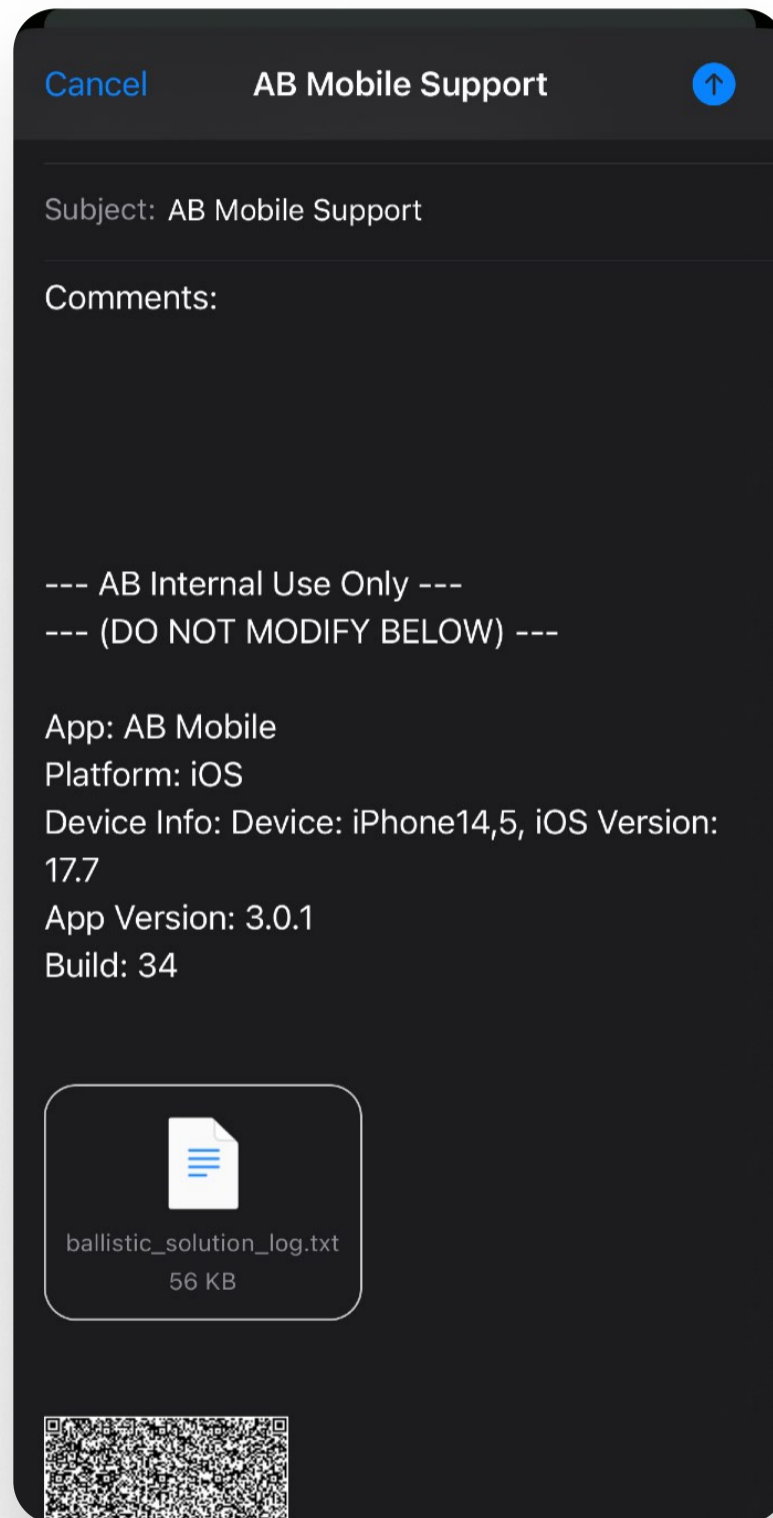 Cancel AB Mobile Support
Subject: AB Mobile Support
Comments:
--- AB Internal Use Only ---
--- (DO NOT MODIFY BELOW) ---
App: AB Mobile
Platform: iOS
Device Info: Device: iPhone14,5, iOS Version:
17.7
App Version: 3.0.1
Build: 34
ballistic_solution_log.txt
56 KB